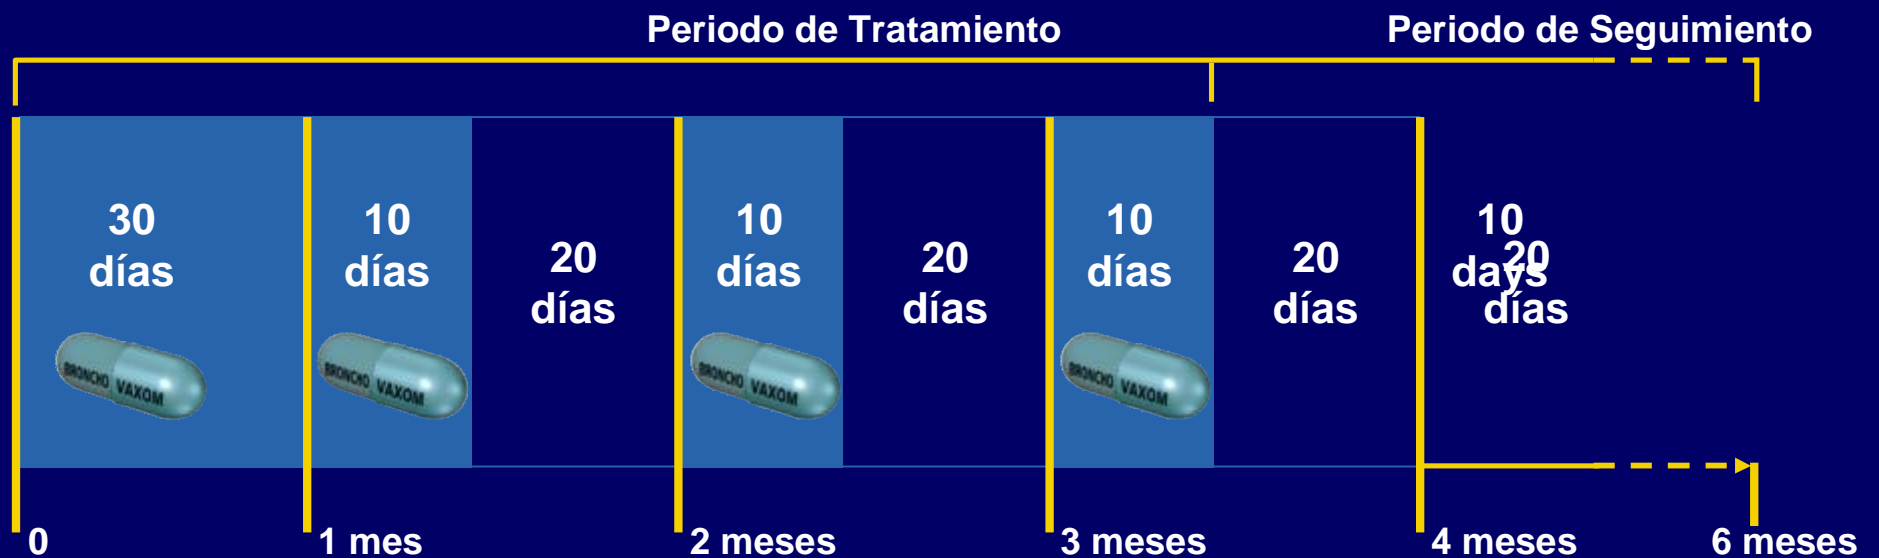 Periodo de Tratamiento
Periodo de Seguimiento
30
días
10
días
20
días
10
días
20
días
10
días
20
días
10
days
20
días
BRONCHO VAXOM
BRONCHO VAXOM
BRONCHO VAXOM
BRONCHO VAXOM
0
1 mes
2 meses
3 meses
4 meses
6 meses